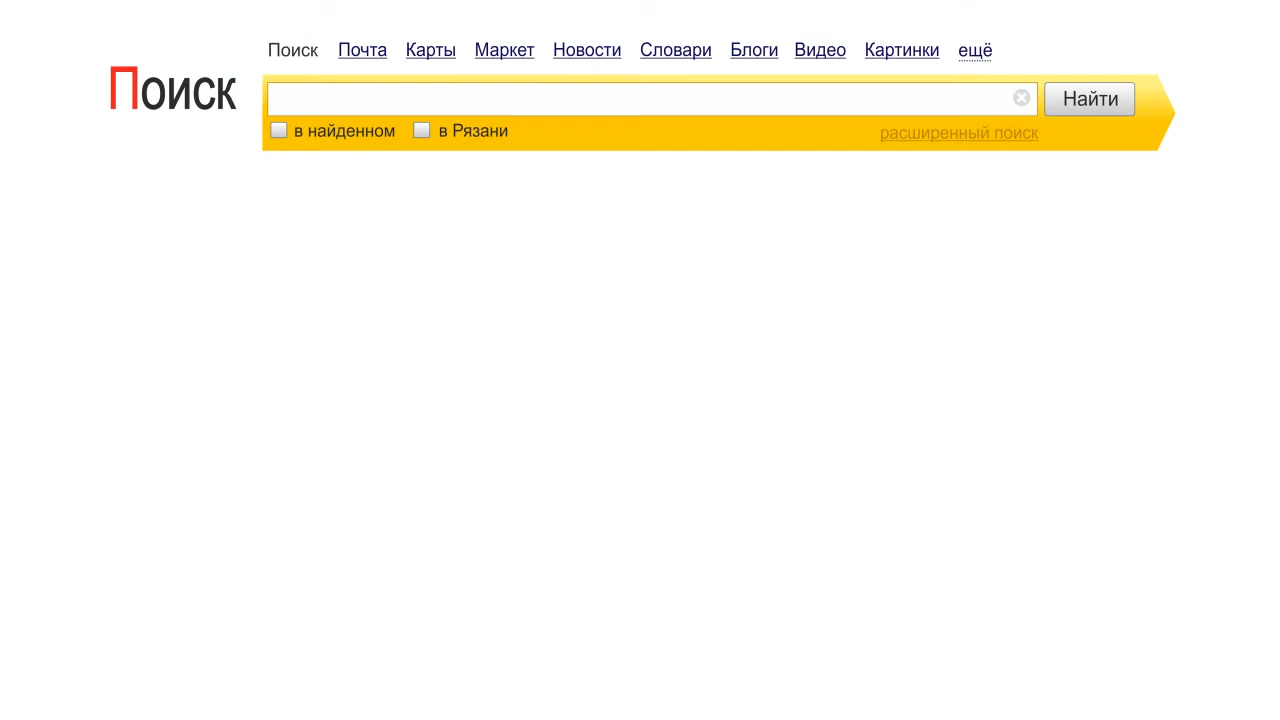 Поиск Почта Карты Маркет Новости Словари Блоги Видео Картинки ещё
Поиск
Найти
в найденном в Рязани расширенный поиск